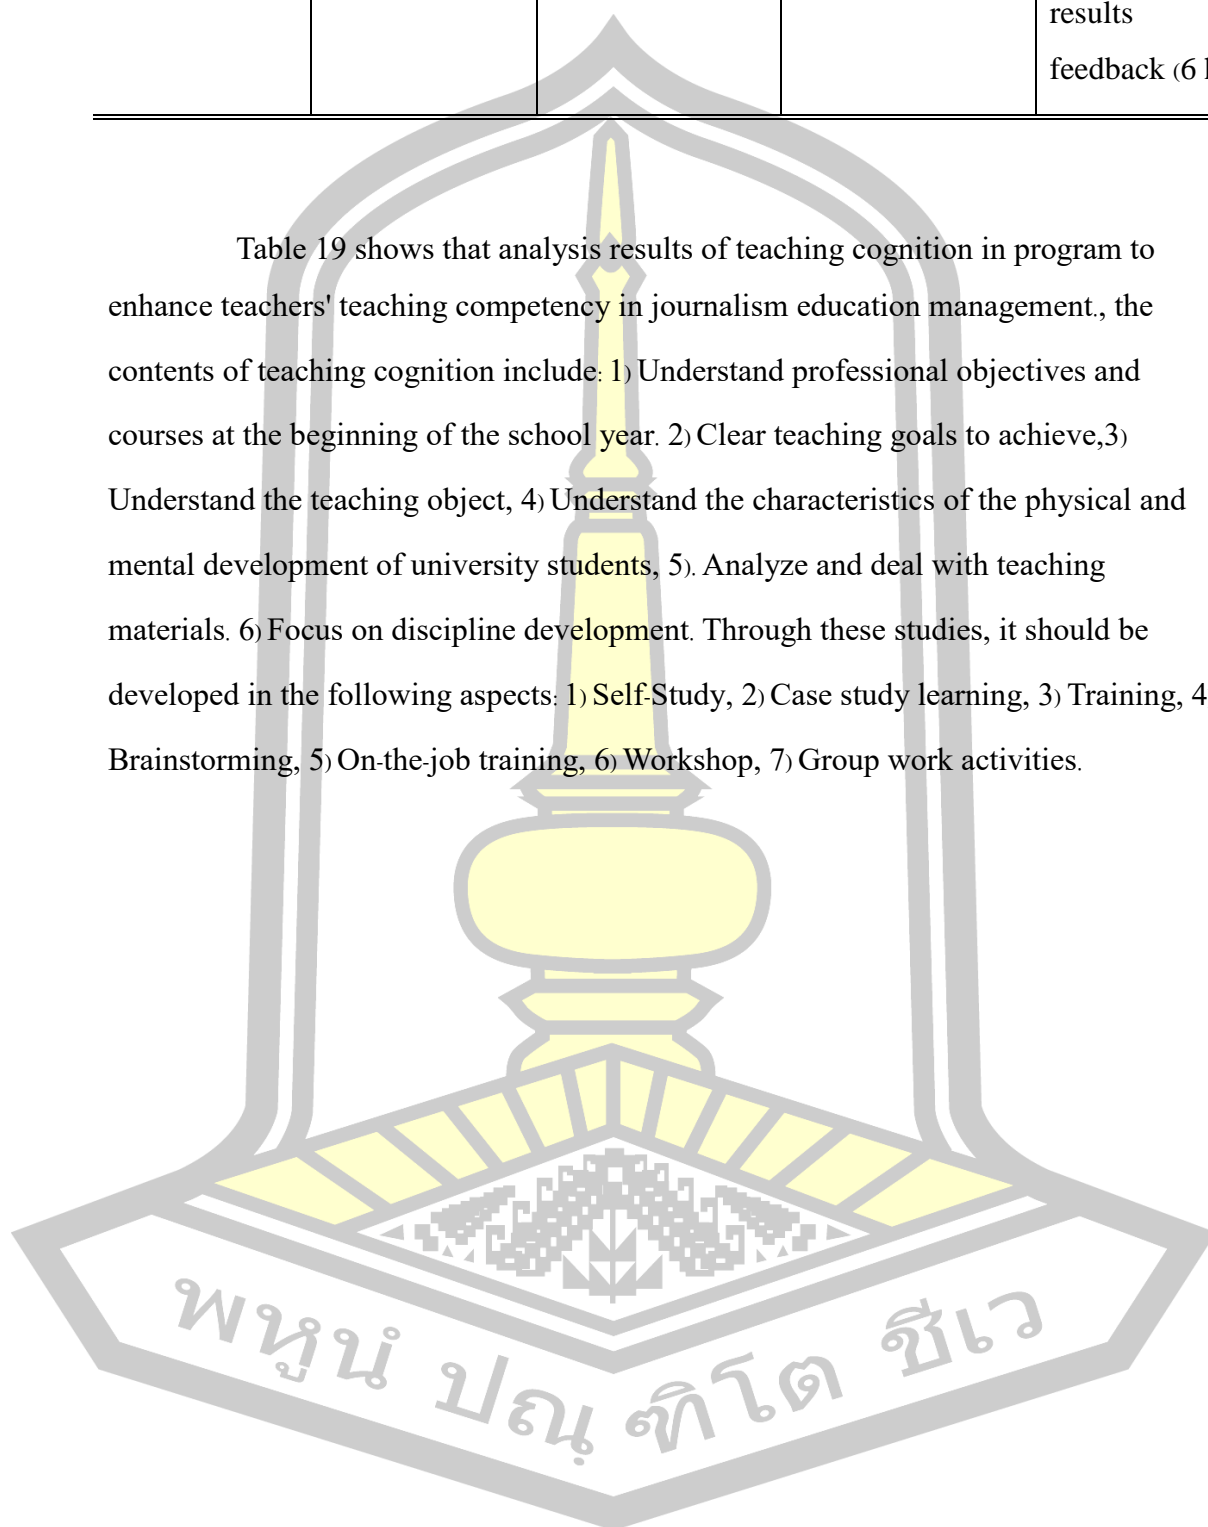 results
feedback (6 
Table 19 shows that analysis results of teaching cognition in program to
enhance teachers' teaching competency in journalism education management., the
contents of teaching cognition include: 1) Understand professional objectives and
courses at the beginning of the school year. 2) Clear teaching goals to achieve,3)
Understand the teaching object, 4) Understand the characteristics of the physical and
mental development of university students, 5). Analyze and deal with teaching
materials. 6) Focus on discipline development. Through these studies, it should be
developed in the following aspects: 1) Self-Study, 2) Case study learning, 3) Training, 4
Brainstorming, 5) On-the-job training, 6) Workshop, 7) Group work activities.
พหูนํ ปณฺฑิโต ชีเว